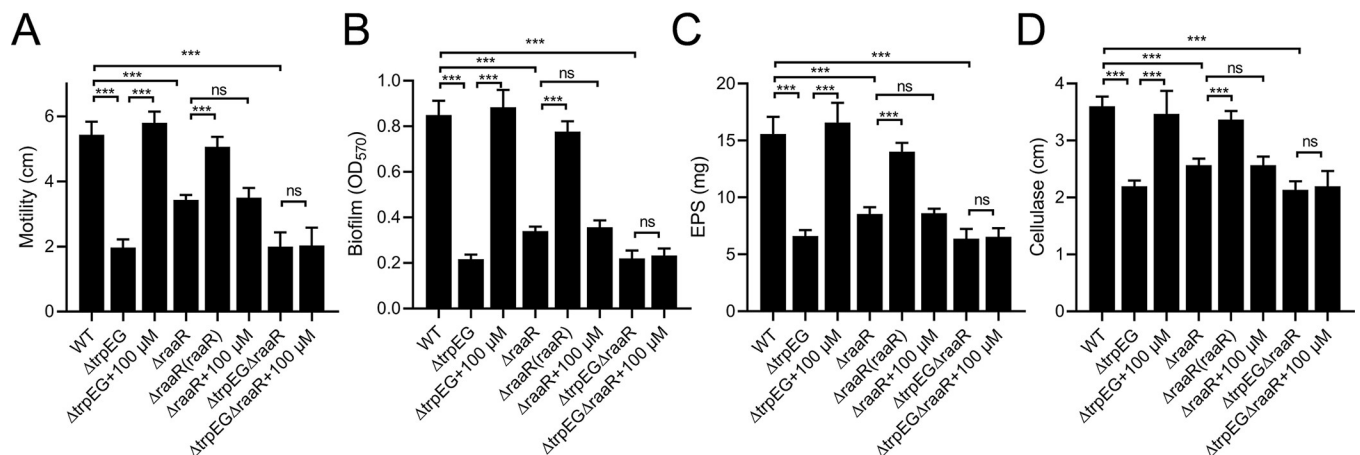 A
***
***
***
***
ns
***
ns
Motility (cm)
6
4
2
0
WT
ΔtrpEG
ΔtrpEG+100 µM
ΔraaR
ΔraaR(raaR)
ΔraaR+100 µM
ΔtrpEGΔraaR
ΔtrpEGΔraaR+100 µM
B
***
***
***
***
ns
***
ns
Biofilm (OD570)
1.0
0.8
0.6
0.4
0.2
0.0
WT
ΔtrpEG
ΔtrpEG+100 µM
ΔraaR
ΔraaR(raaR)
ΔraaR+100 µM
ΔtrpEGΔraaR
ΔtrpEGΔraaR+100 µM
C
***
***
***
***
ns
***
ns
EPS (mg)
20
15
10
5
0
WT
ΔtrpEG
ΔtrpEG+100 µM
ΔraaR
ΔraaR(raaR)
ΔraaR+100 µM
ΔtrpEGΔraaR
ΔtrpEGΔraaR+100 µM
D
***
***
***
***
ns
***
ns
Cellulase (cm)
4
3
2
1
0
WT
ΔtrpEG
ΔtrpEG+100 µM
ΔraaR
ΔraaR(raaR)
ΔraaR+100 µM
ΔtrpEGΔraaR
ΔtrpEGΔraaR+100 µM